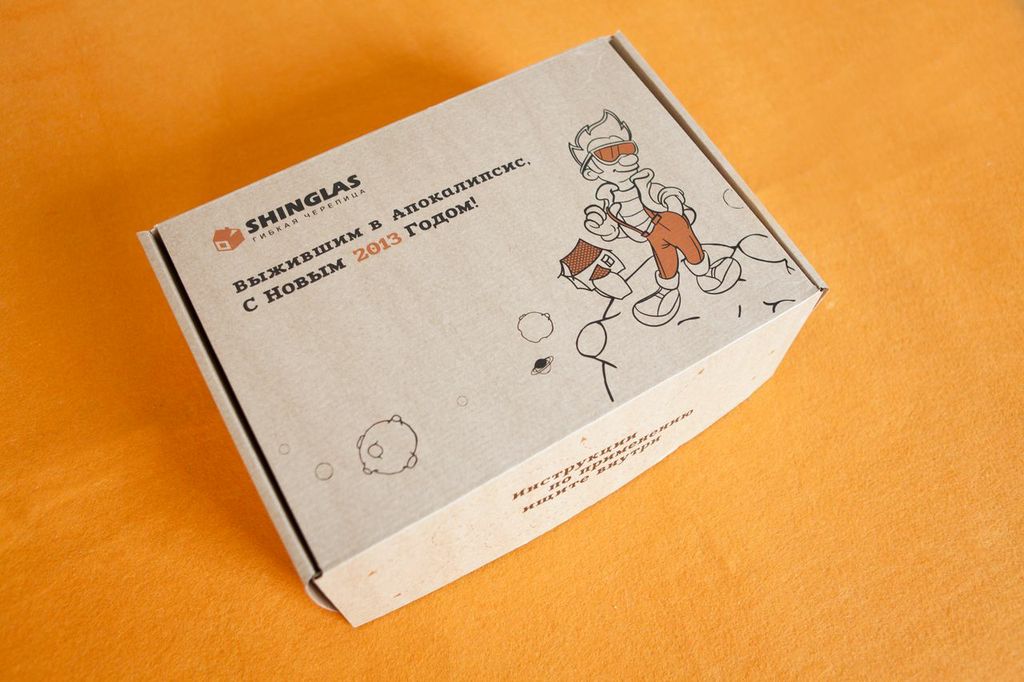 SHINGLAS
ГИБКАЯ ЧЕРЕПИЦА
Выжившим в Апокалипсис,
С Новым 2013 Годом!
инструкции
по применению
ищите внутри